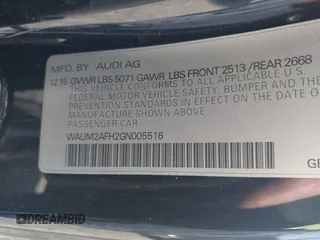 MFD. BY AUDI AG
12/15 GVWR LBS 5071 GAWR LBS FRONT 2513 /REAR 2668
THIS VEHICLE CONFORMS TO ALL APPLICABLE U.S.
FEDERAL MOTOR VEHICLE SAFETY, BUMPER AND THE
STANDARDS IN EFFECT ON THE DATE OF MANUFACTURE SHOWN ABOVE.
PASSENGER CAR
WAUM2AFH2GN005516
GE
© DREAMBID